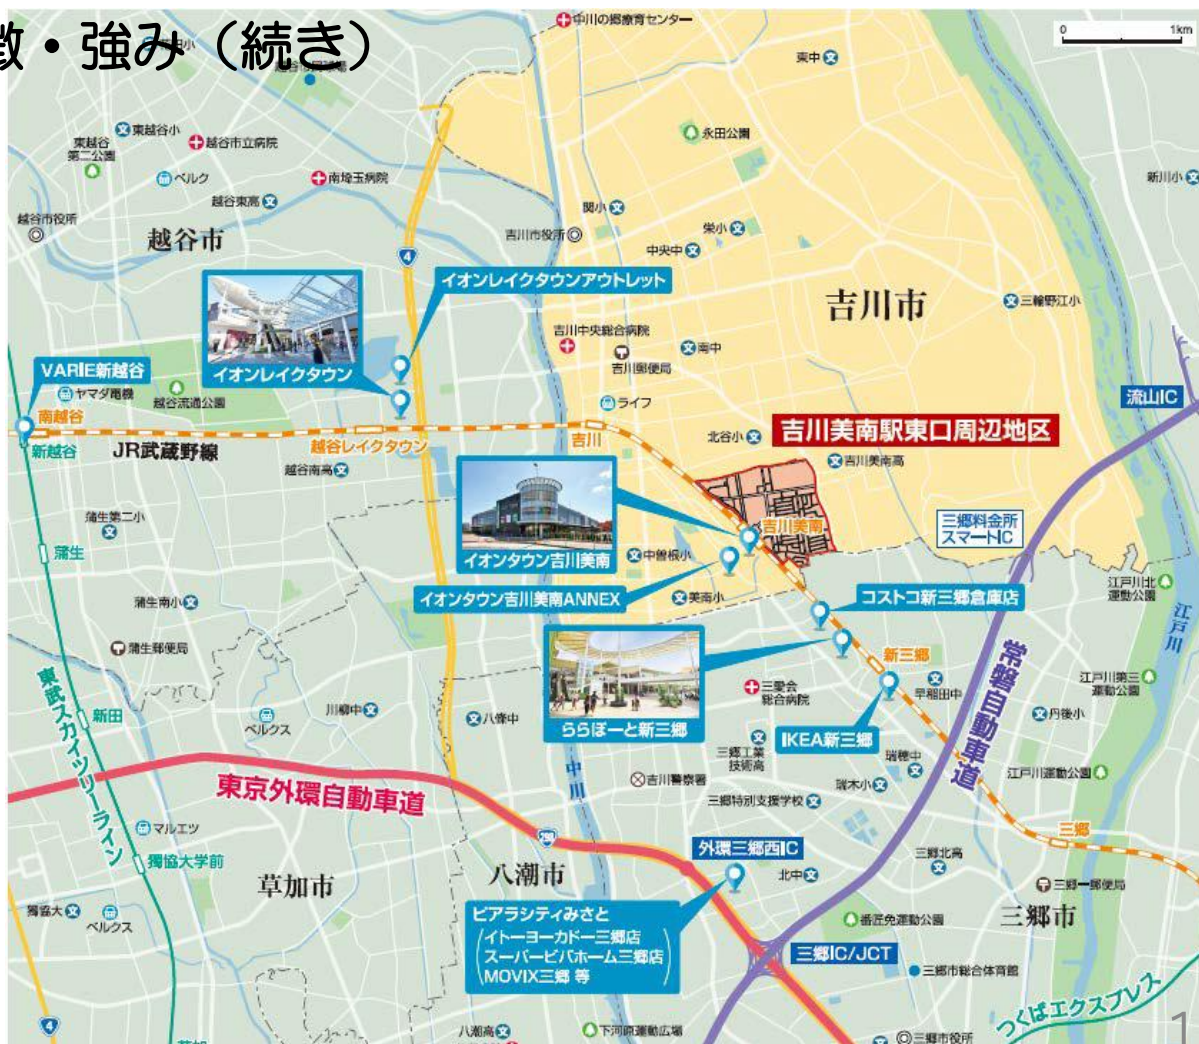 徴・強み（続き）
中川の郷療育センター
0 1km
東中
東越谷小
東越谷
第二公園
越谷市立病院
永田公園
ベルク
南埼玉病院
新川小
越谷東高
関小
越谷市役所
越谷市
吉川市役所
栄小
中央中
4
イオンレイクタウンアウトレット
吉川市
三輪野江小
吉川中央総合病院
南中
吉川郵便局
イオンレイクタウン
VARIE新越谷
ヤマダ電機
越谷流通公園
ライフ
流山IC
南越谷
新越谷
JR武蔵野線
越谷レイクタウン
吉川
北谷小
吉川美南駅東口周辺地区
吉川美南高
越谷南高
蒲生第二小
吉川美南
三郷料金所
スマートIC
蒲生
イオンタウン吉川美南
中曽根小
江戸川北
運動公園
イオンタウン吉川美南ANNEX
美南小
コストコ新三郷倉庫店
江戸川
蒲生南小
蒲生郵便局
新三郷
常磐自動車道
三愛会
総合病院
早稲田中
江戸川第三
運動公園
東武スカイツリーライン
新田
川柳中
八條中
ららぽーと新三郷
IKEA新三郷
丹後小
ベルクス
三郷工業
技術高
瑞穂中
中川
吉川警察署
瑞木小
江戸川運動公園
東京外環自動車道
三郷特別支援学校
マルエツ
298
三郷
獨協大学前
外環三郷西IC
三郷北高
草加市
八潮市
北中
三郷一郵便局
獨協大
ベルクス
ピアラシティみさと
イトーヨーカドー三郷店
スーパービバホーム三郷店
MOVIX三郷 等
番匠免運動公園
三郷市
三郷IC/JCT
三郷市総合体育館
つくばエクスプレス
4
八潮高
下河原運動広場
三郷市役所
1